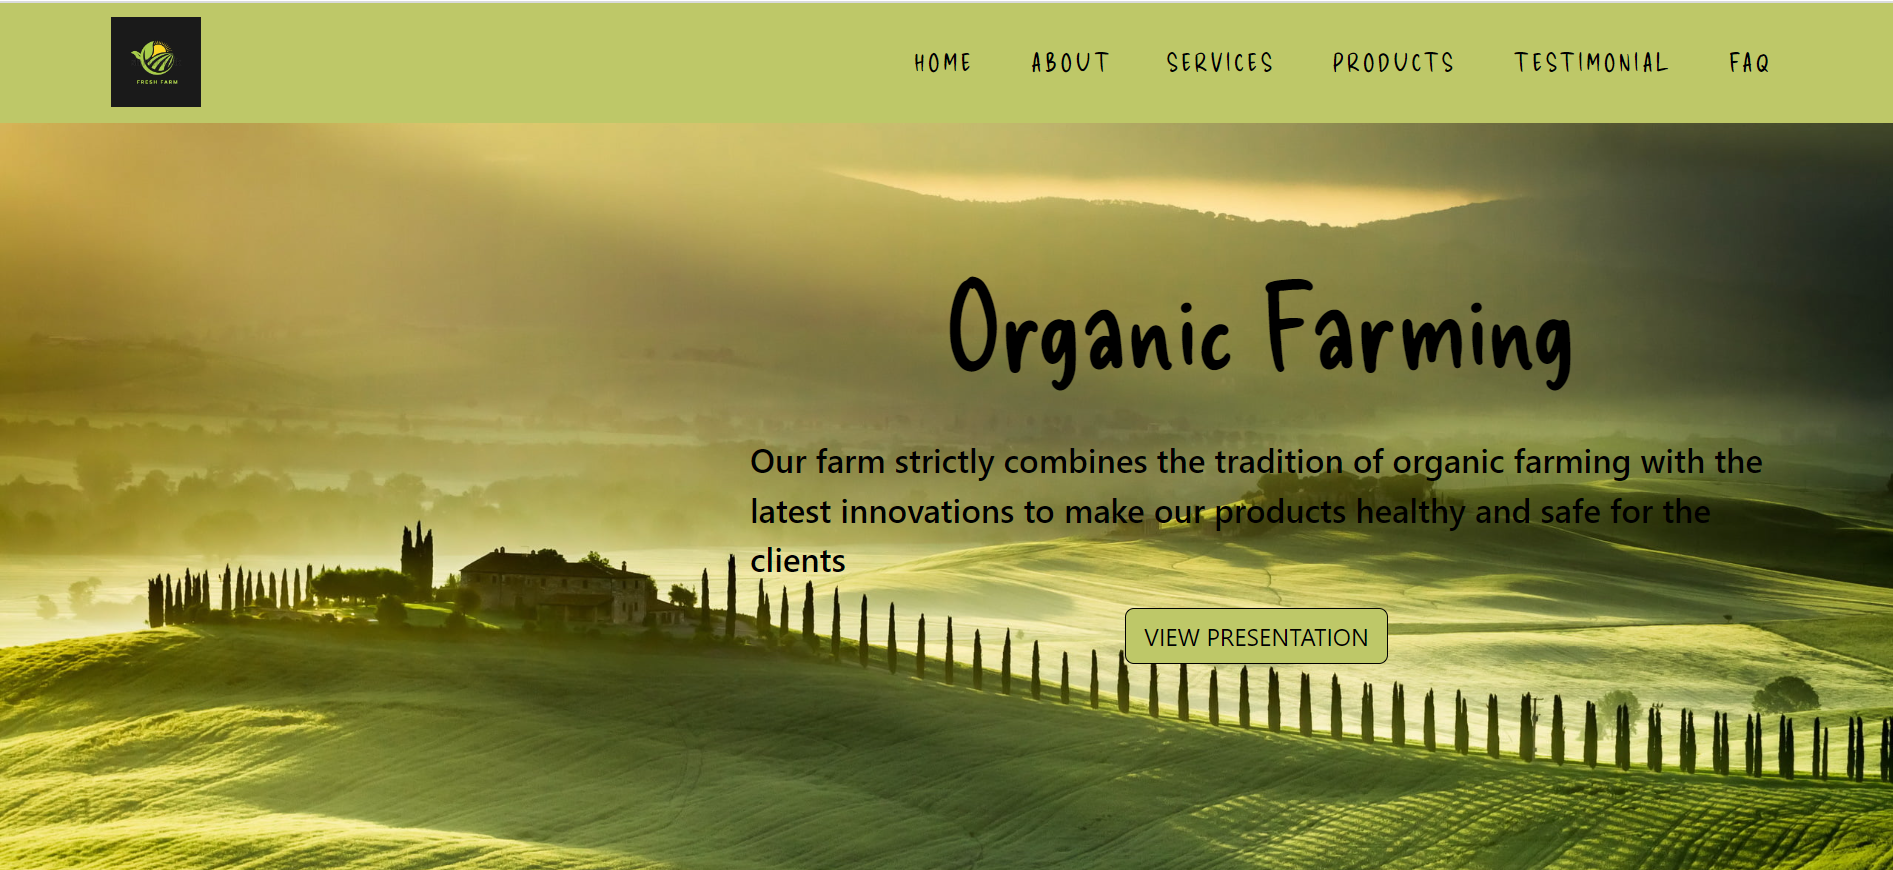 FRESH FARM
HOME ABOUT SERVICES PRODUCTS TESTIMONIAL FAQ
Organic Farming
Our farm strictly combines the tradition of organic farming with the
latest innovations to make our products healthy and safe for the
clients
VIEW PRESENTATION